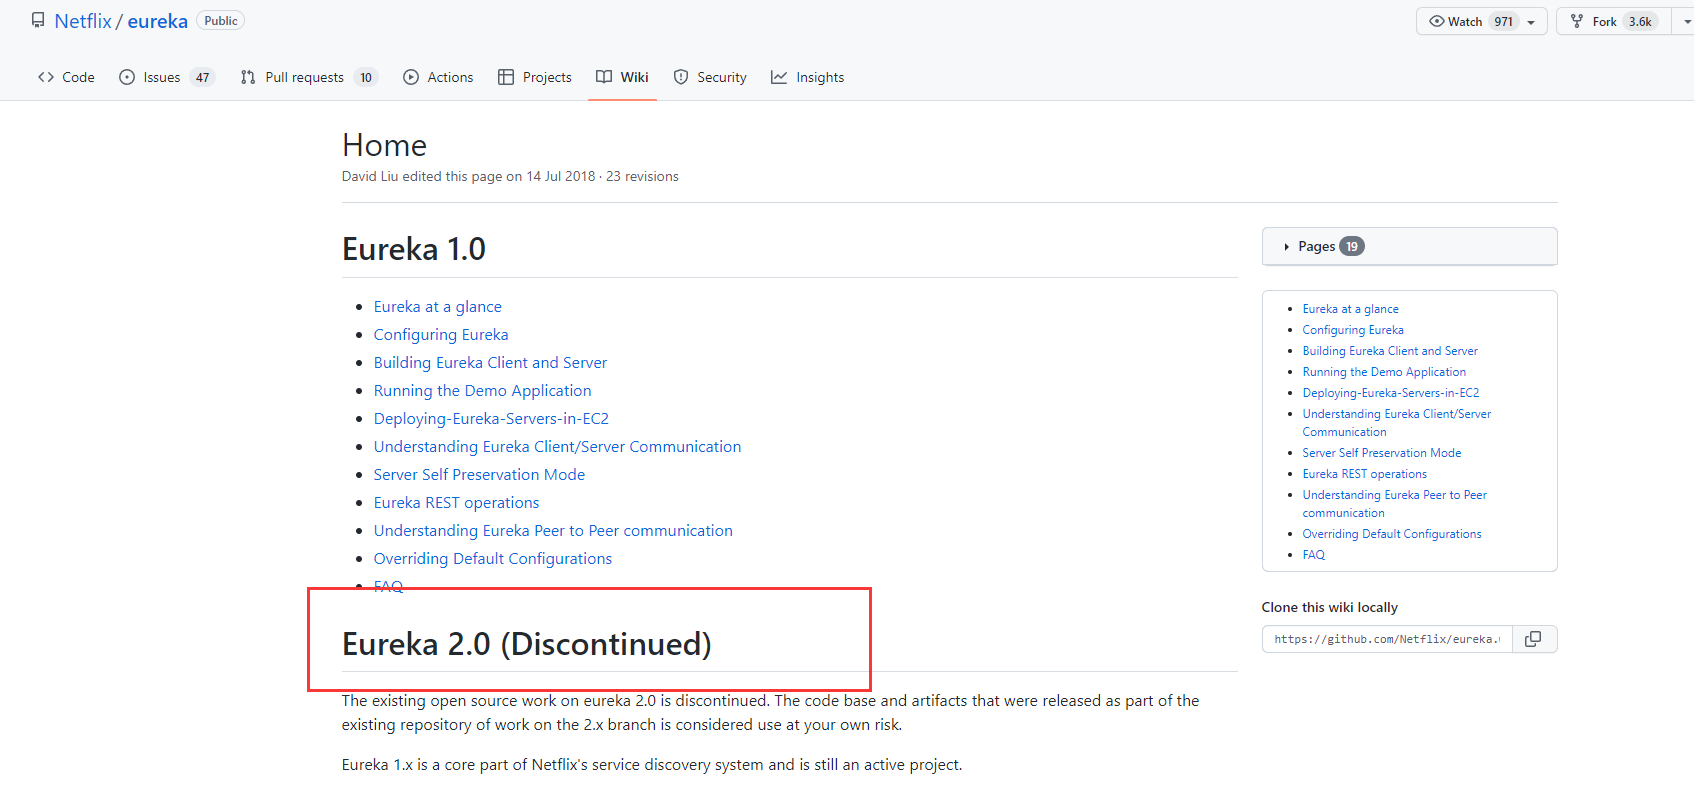 Netflix / eureka Public
Watch 971
Fork 3.6k
Code
Issues 47
Pull requests 10
Actions
Projects
Wiki
Security
Insights
Home
David Liu edited this page on 14 Jul 2018 · 23 revisions
Eureka 1.0
Eureka at a glance
Configuring Eureka
Building Eureka Client and Server
Running the Demo Application
Deploying-Eureka-Servers-in-EC2
Understanding Eureka Client/Server Communication
Server Self Preservation Mode
Eureka REST operations
Understanding Eureka Peer to Peer communication
Overriding Default Configurations
FAQ
Eureka 2.0 (Discontinued)
The existing open source work on eureka 2.0 is discontinued. The code base and artifacts that were released as part of the
existing repository of work on the 2.x branch is considered use at your own risk.
Eureka 1.x is a core part of Netflix's service discovery system and is still an active project.
Pages 19
Eureka at a glance
Configuring Eureka
Building Eureka Client and Server
Running the Demo Application
Deploying-Eureka-Servers-in-EC2
Understanding Eureka Client/Server
Communication
Server Self Preservation Mode
Eureka REST operations
Understanding Eureka Peer to Peer
communication
Overriding Default Configurations
FAQ
Clone this wiki locally
https://github.com/Netflix/eureka.